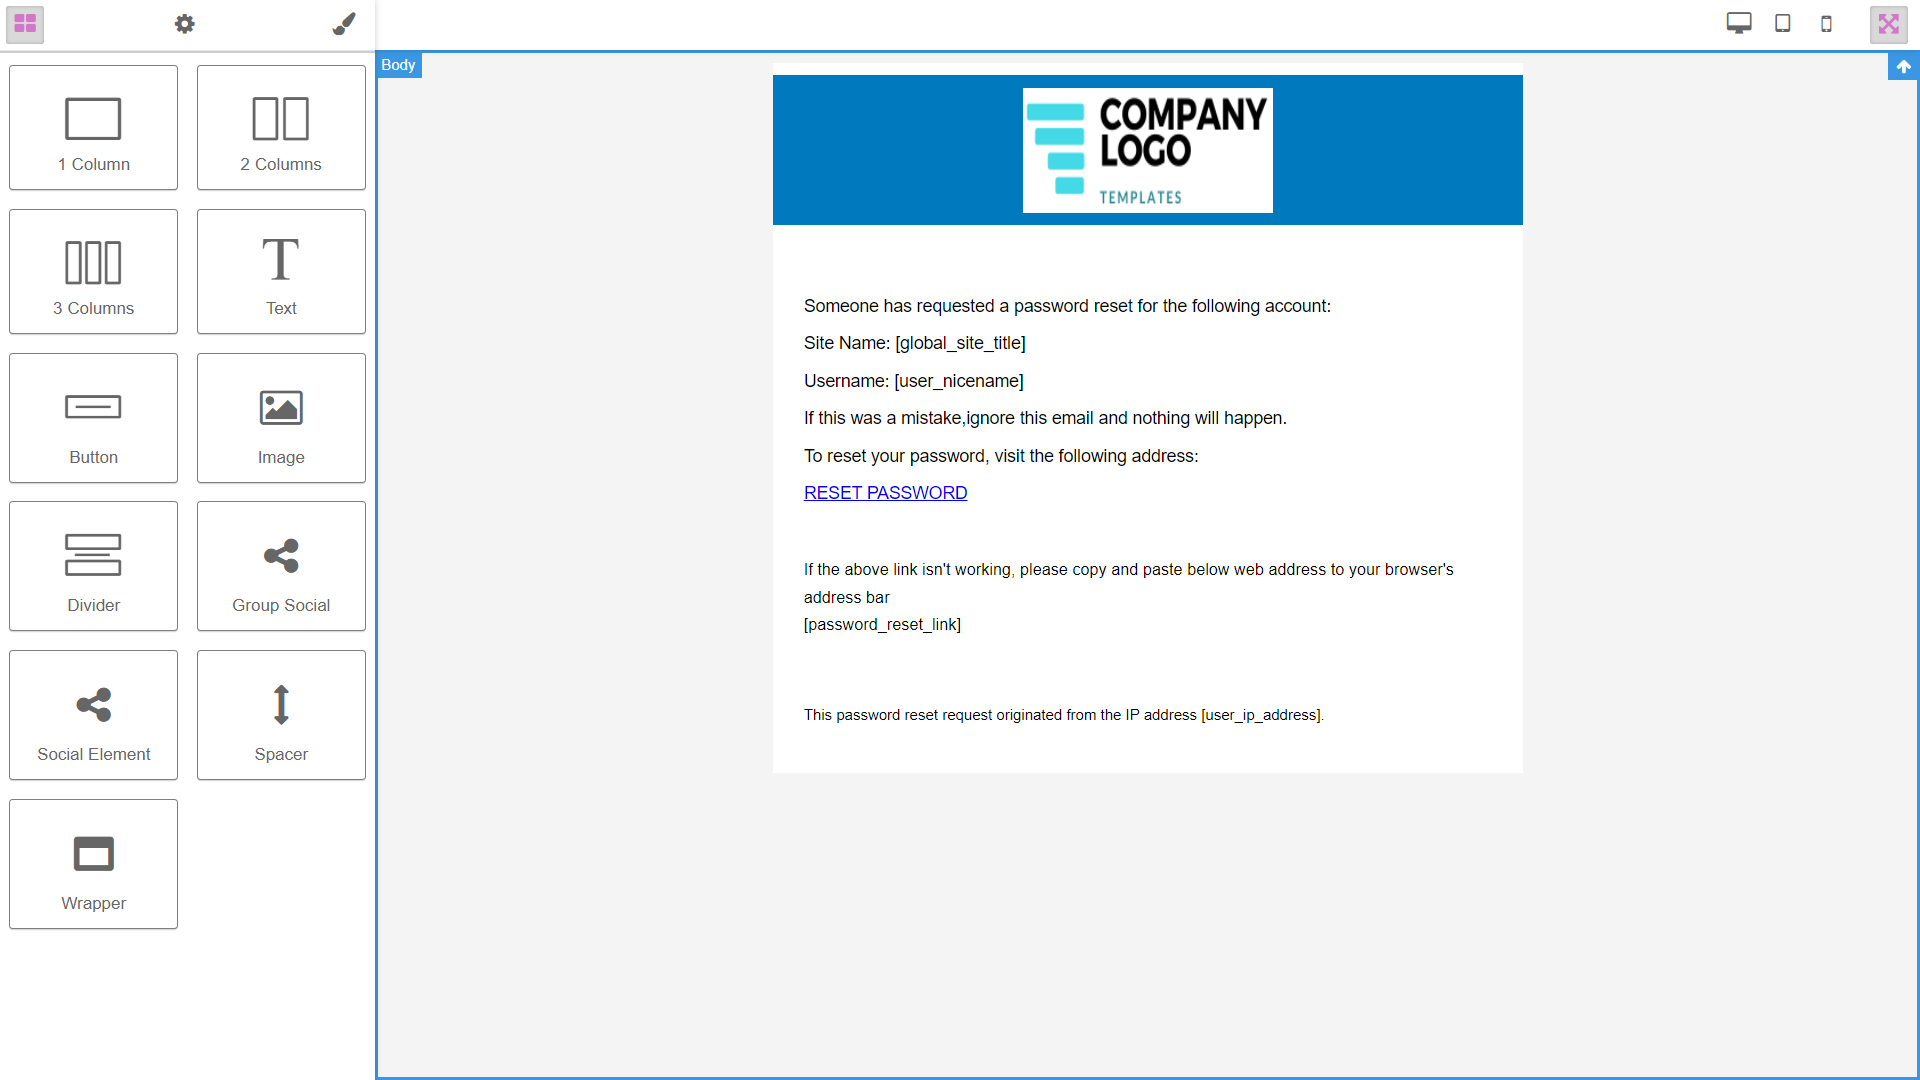 Body
1 Column
2 Columns
3 Columns
T
Text
Button
Image
Divider
Group Social
Social Element
Spacer
Wrapper
COMPANY
LOGO
TEMPLATES
Someone has requested a password reset for the following account:
Site Name: [global_site_title]
Username: [user_nicename]
If this was a mistake,ignore this email and nothing will happen.
To reset your password, visit the following address:
RESET PASSWORD
If the above link isn't working, please copy and paste below web address to your browser's
address bar
[password_reset_link]
This password reset request originated from the IP address [user_ip_address].